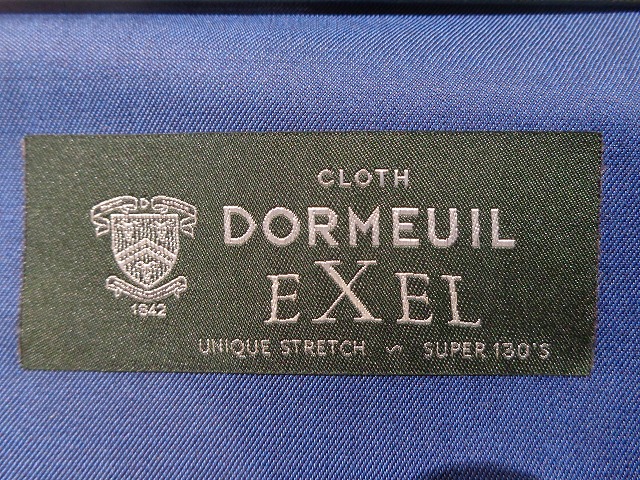 CLOTH
DORMEUIL
EXEL
UNIQUE STRETCH ~ SUPER 130'S
D
1842